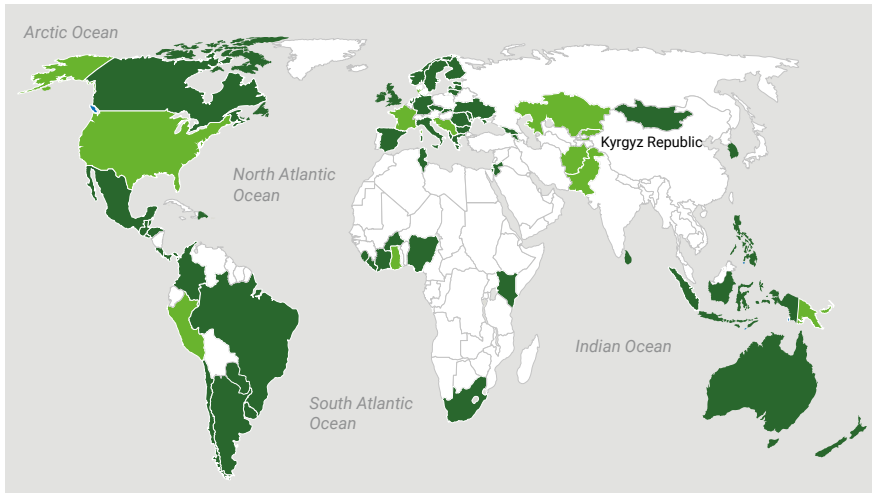 Arctic Ocean
Kyrgyz Republic
North Atlantic
Ocean
Indian Ocean
South Atlantic
Ocean